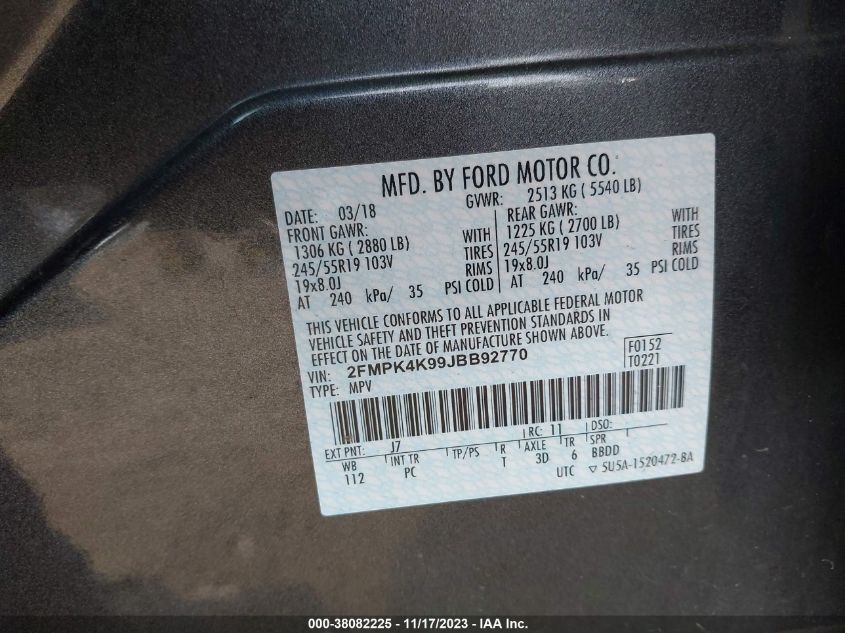 MFD. BY FORD MOTOR CO.
DATE: 03/18 GVWR: 2513 KG ( 5540 LB)
FRONT GAWR: REAR GAWR:
1306 KG ( 2880 LB) WITH 1225 KG ( 2700 LB) WITH
245/55R19 103V TIRES 245/55R19 103V TIRES
19x8.0J RIMS 19x8.0J RIMS
AT 240 kPa/ 35 PSI COLD AT 240 kPa/ 35 PSI COLD
THIS VEHICLE CONFORMS TO ALL APPLICABLE FEDERAL MOTOR
VEHICLE SAFETY AND THEFT PREVENTION STANDARDS IN
EFFECT ON THE DATE OF MANUFACTURE SHOWN ABOVE.
VIN: 2FMPK4K99JBB92770 F0152
TYPE: MPV T0221
EXT PNT: J7 RC: 11 DSO:
WB INT TR TP/PS R AXLE TR SPR
112 PC T 3D 6 BBDD
UTC ▽ 5U5A-1520472-BA
000-38082225 - 11/17/2023 - IAA Inc.